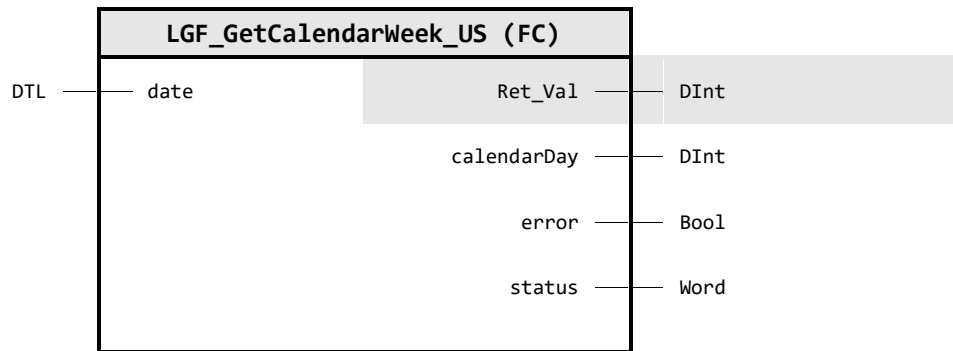 LGF_GetCalendarWeek_US (FC)
DTL date Ret_Val DInt
calendarDay DInt
error Bool
status Word